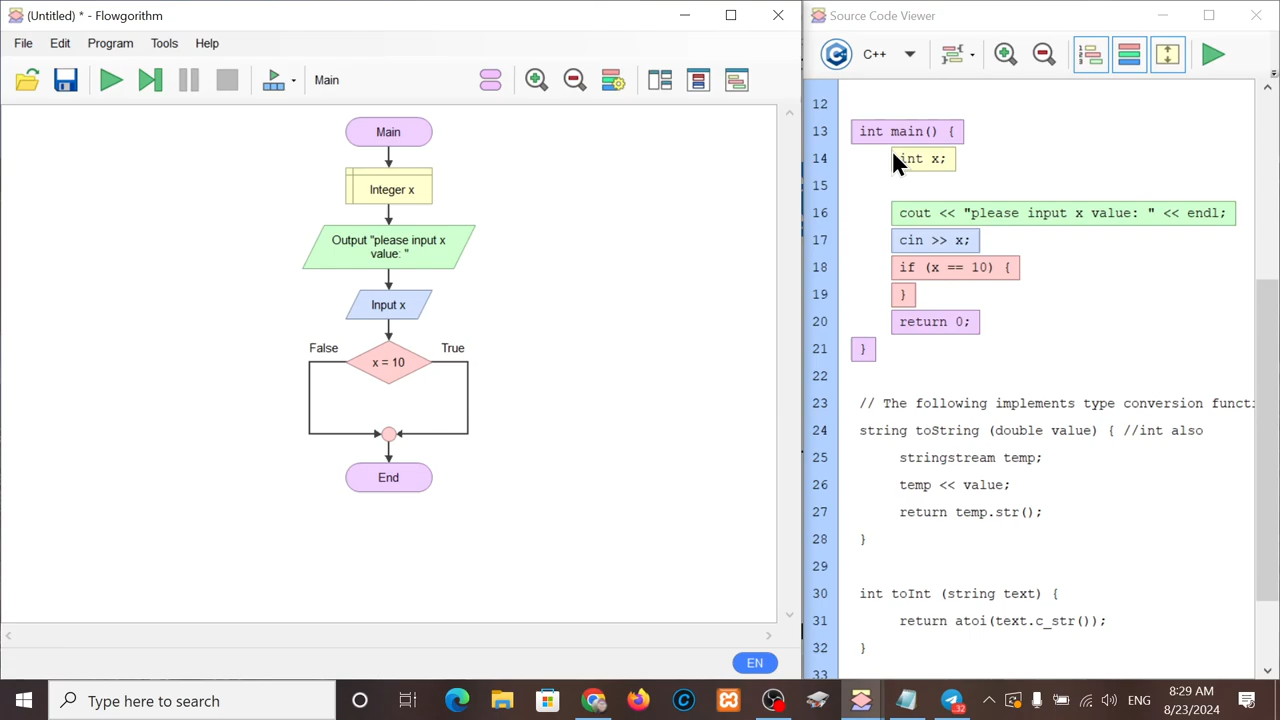 (Untitled) * - Flowgorithm
File Edit Program Tools Help
Main
Main
Integer x
Output "please input x
value: "
Input x
False
True
x = 10
End
EN
Source Code Viewer
C++
12
13 int main() {
14 int x;
15
16 cout << "please input x value: " << endl;
17 cin >> x;
18 if (x == 10) {
19 }
20 return 0;
21 }
22
23 // The following implements type conversion functi
24 string toString (double value) { //int also
25 stringstream temp;
26 temp << value;
27 return temp.str();
28 }
29
30 int toInt (string text) {
31 return atoi(text.c_str());
32 }
33
Type here to search
32
ENG
8:29 AM
8/23/2024